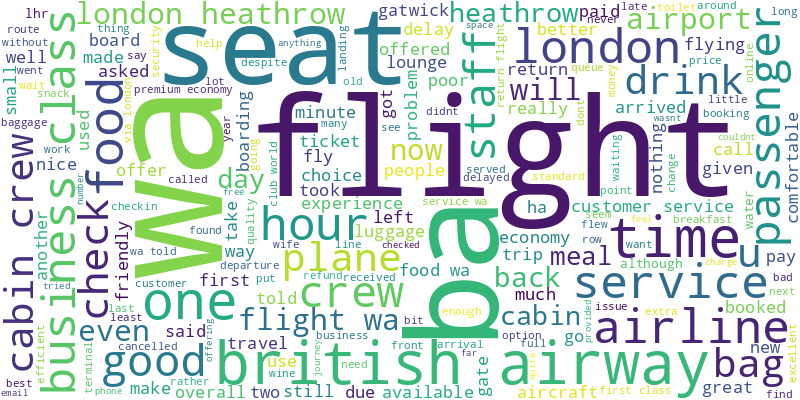 flight
wa
seat
ba
british airway
london
time
service
airline
passenger
business class
food
staff
crew
one
hour
plane
good
cabin crew
check
drink
london heathrow
heathrow
airport
will
now
bag
u
meal
back
cabin
flight wa
even
day
gatwick
delay
offered
lounge
paid
better
flying
return
arrived
really
poor
problem
minute
ticket
fly
choice
took
experience
boarding
board
made
asked
well
lhr
route
without
thing
say
went
wait
small
snack
premium economy
baggage
used
work
nice
year
lot
security
help
despite
anything
landing
old
many
see
got
didnt
space
never
late
toilet
around
long
return flight
queue
price
money
dont
wasnt
online
little
booking
couldnt
comfortable
nothing
call
given
change
waiting
point
standard
served
delayed
club world
people
left
luggage
told
first
way
take
free
going
called
offer
friendly
checkin
another
number
quality
customer
found
wa told
departure
put
wife
line
checked
refund
received
service wa
food wa
economy
trip
ha
customer service
seem
flew
row
want
feel
breakfast
water
although
pay
booked
bad
next
extra
issue
charge
provided
much
enough
bit
option
go
full
front
arrival
far
quite
business
journey
need
wine
use
travel
offering
said
cancelled
terminal
last
least
efficient
tried
best
email
phone
make
rather
overall
two
still
due
available
gate
aircraft
first class
great
new
find
excellent
via london